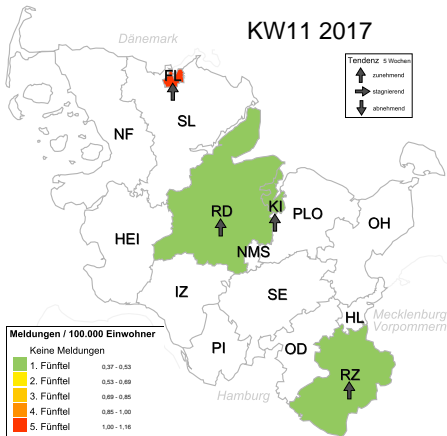 KW11 2017
Dänemark
Tendenz 5 Wochen
zunehmend
stagnierend
abnehmend
FL
NF
SL
RD
KI
PLO
OH
HEI
NMS
IZ
SE
HL
Mecklenburg
Vorpommern
PI
OD
RZ
Hamburg
Meldungen / 100.000 Einwohner
Keine Meldungen
1. Fünftel 0,37 - 0,53
2. Fünftel 0,53 - 0,69
3. Fünftel 0,69 - 0,85
4. Fünftel 0,85 - 1,00
5. Fünftel 1,00 - 1,16